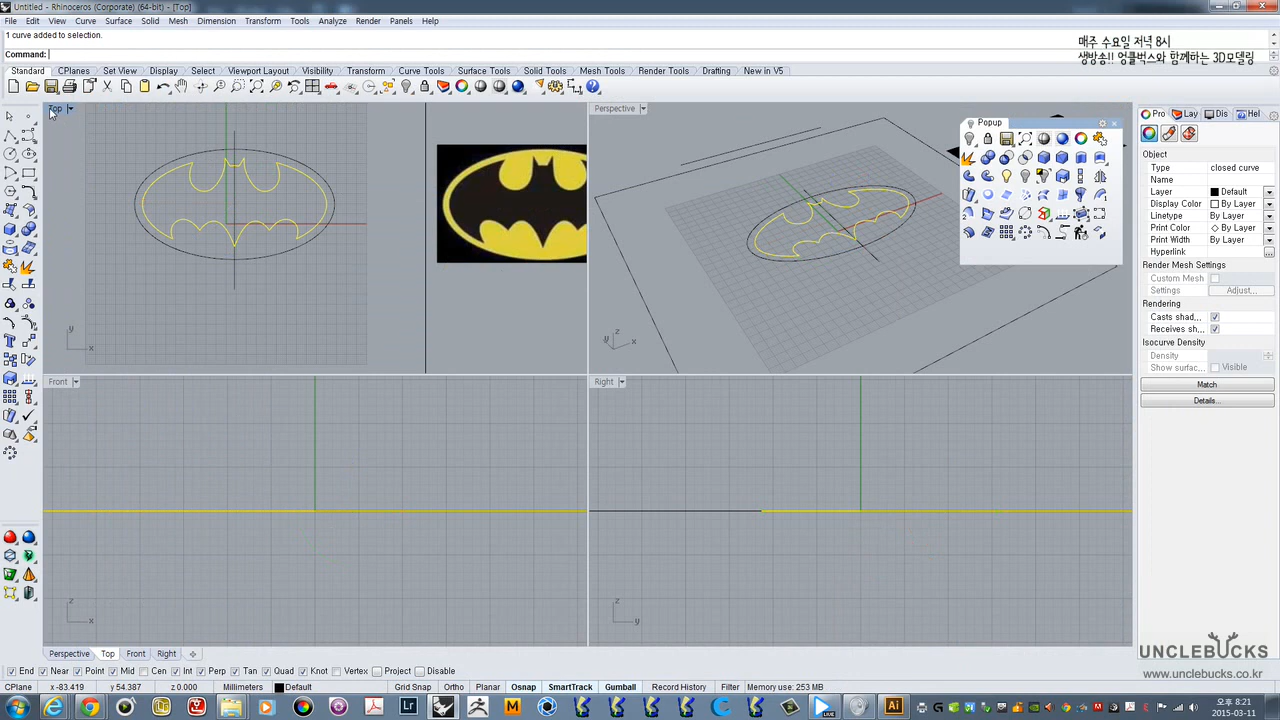 Untitled - Rhinoceros (Corporate) (64-bit) - [Top]
File Edit View Curve Surface Solid Mesh Dimension Transform Tools Analyze Render Panels Help
1 curve added to selection.
Command:
매주 수요일 저녁 8시
생방송!! 엉클벅스와 함께하는 3D모델링
Standard CPlanes Set View Display Select Viewport Layout Visibility Transform Curve Tools Surface Tools Solid Tools Mesh Tools Render Tools Drafting New in V5
Top
Perspective
Popup
Pro Lay Dis Hel
Object
Type closed curve
Name
Layer Default
Display Color By Layer
Linetype By Layer
Print Color By Layer
Print Width By Layer
Hyperlink
Render Mesh Settings
Custom Mesh
Settings Adjust...
Rendering
Casts shad...
Receives sh...
Isocurve Density
Density
Show surfac... Visible
Match
Details...
y
x
z
y
x
Front
Right
z
x
z
y
Perspective Top Front Right
UNCLEBUCKS
www.unclebucks.co.kr
End Near Point Mid Cen Int Perp Tan Quad Knot Vertex Project Disable
CPlane x -83.419 y 54.387 z 0.000 Millimeters Default Grid Snap Ortho Planar Osnap SmartTrack Gumball Record History Filter Memory use: 253 MB
Lr
M
LIVE
Ai
오후 8:21
2015-03-11